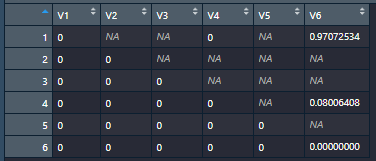 V1 V2 V3 V4 V5 V6
1 0 NA NA 0 NA 0.97072534
2 0 0 NA NA NA NA
3 0 0 0 NA NA NA
4 0 0 0 0 NA 0.08006408
5 0 0 0 0 0 NA
6 0 0 0 0 0 0.00000000